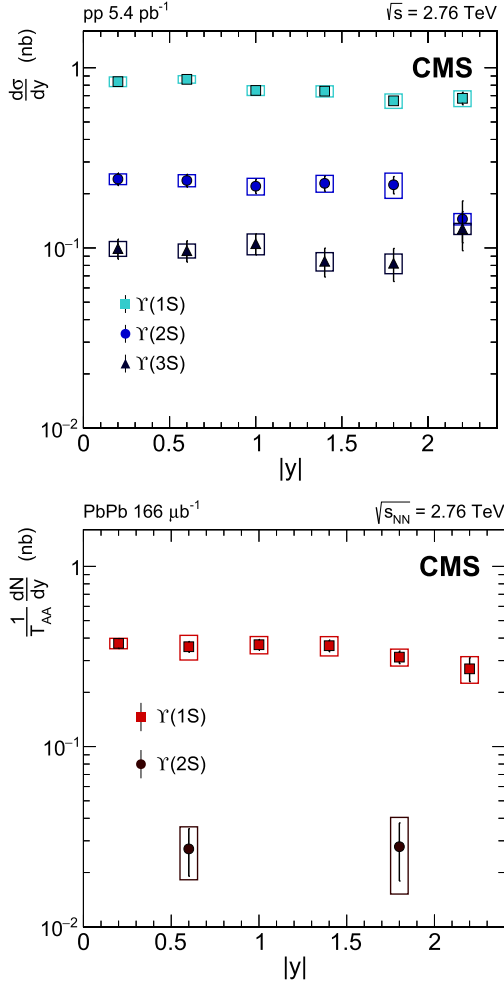 pp 5.4 pb⁻¹ √s = 2.76 TeV
dσ/dy (nb)
CMS
1
10⁻¹
10⁻²
ϒ(1S)
ϒ(2S)
ϒ(3S)
0 0.5 1 1.5 2
|y|
PbPb 166 μb⁻¹ √s_NN = 2.76 TeV
1/T_AA dN/dy (nb)
CMS
1
10⁻¹
10⁻²
ϒ(1S)
ϒ(2S)
0 0.5 1 1.5 2
|y|